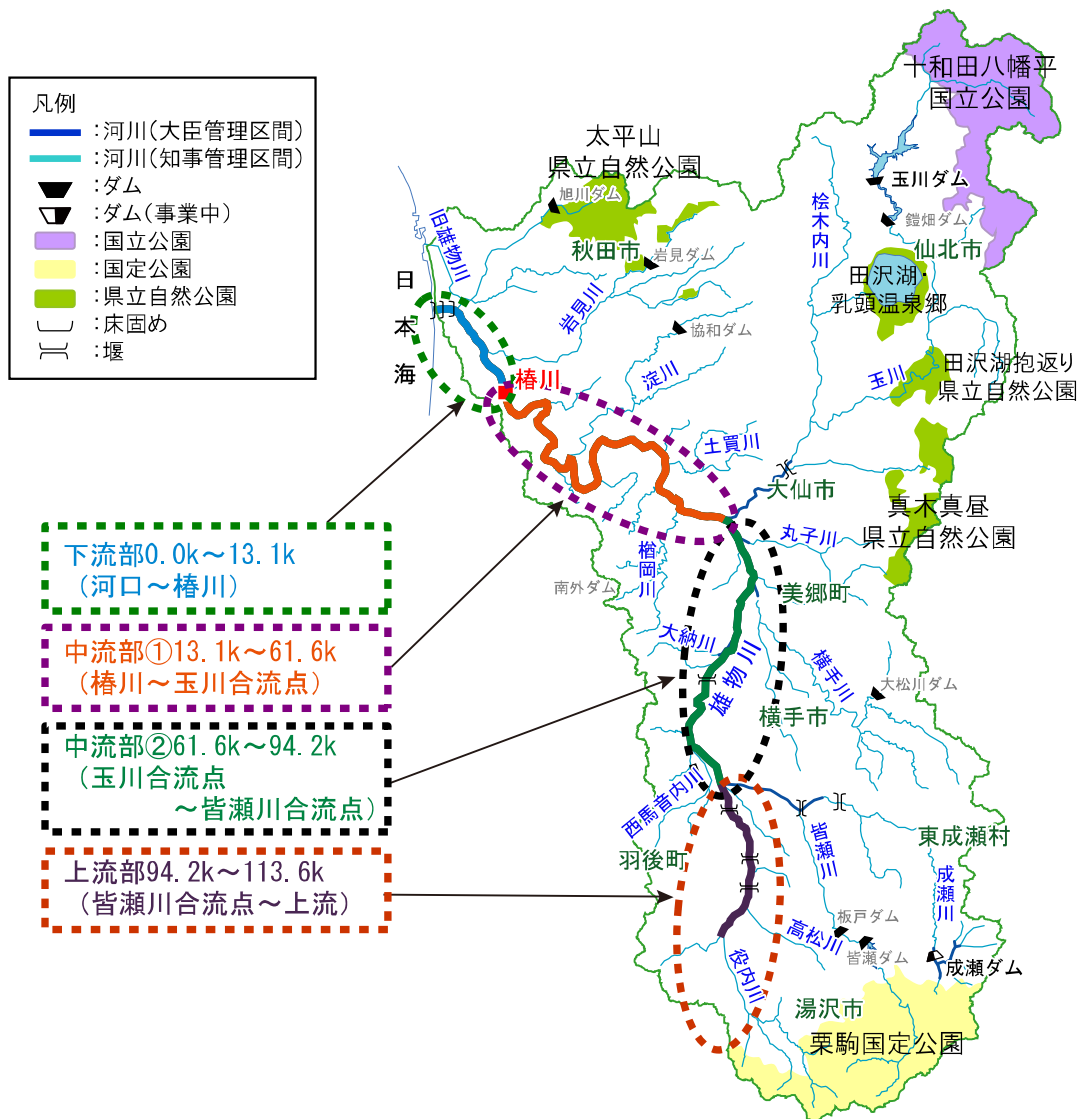 凡例
：河川(大臣管理区間)
：河川(知事管理区間)
：ダム
：ダム(事業中)
：国立公園
：国定公園
：県立自然公園
：床固め
：堰
十和田八幡平
国立公園
太平山
県立自然公園
旭川ダム
秋田市
岩見ダム
旧雄物川
岩見川
日本海
協和ダム
淀川
椿川
桧木内川
玉川ダム
鎧畑ダム
仙北市
田沢湖・
乳頭温泉郷
玉川
田沢湖抱返り
県立自然公園
土買川
大仙市
真木真昼
県立自然公園
丸子川
楢岡川
南外ダム
美郷町
大納川
雄物川
横手川
大松川ダム
横手市
西馬音内川
羽後町
皆瀬川
東成瀬村
成瀬川
板戸ダム
高松川
皆瀬ダム
成瀬ダム
役内川
湯沢市
栗駒国定公園
下流部0.0k～13.1k
(河口～椿川)
中流部①13.1k～61.6k
(椿川～玉川合流点)
中流部②61.6k～94.2k
(玉川合流点
～皆瀬川合流点)
上流部94.2k～113.6k
(皆瀬川合流点～上流)